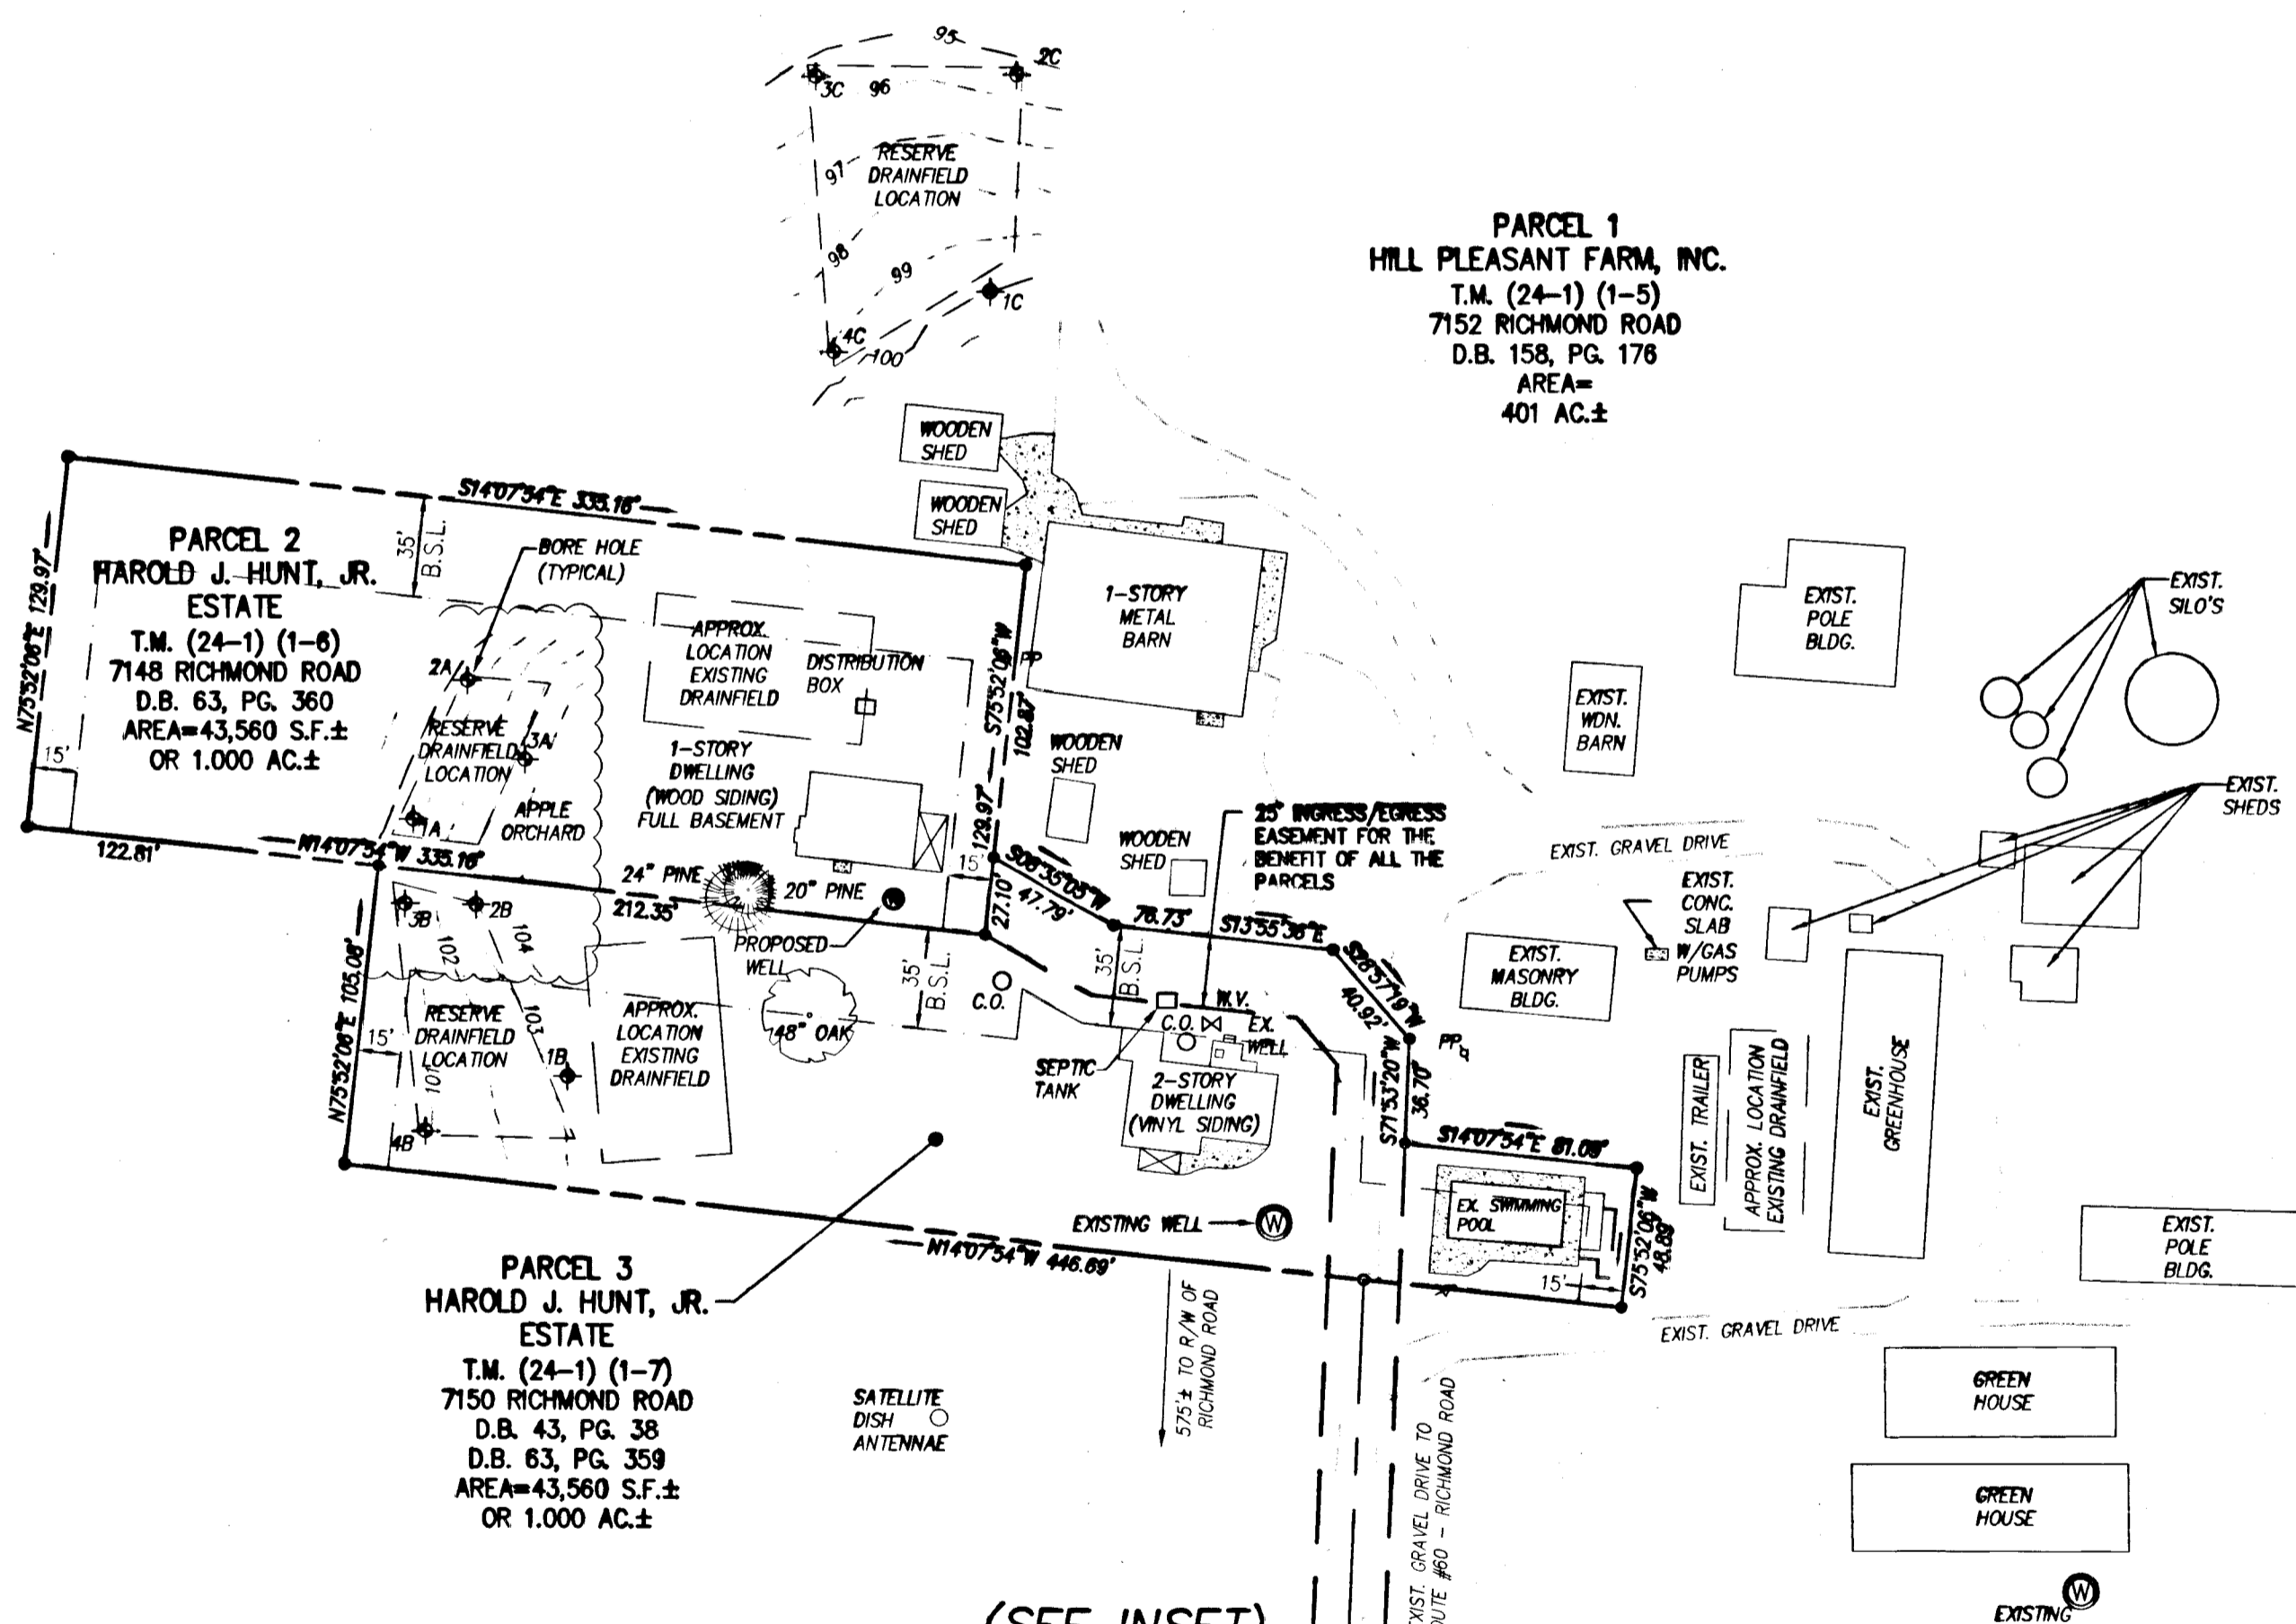 95
2C
3C
96
RESERVE
DRAINFIELD
LOCATION
97
98
99
1C
4C
100
PARCEL 1
HILL PLEASANT FARM, INC.
T.M. (24-1) (1-5)
7152 RICHMOND ROAD
D.B. 158, PG. 176
AREA=
401 AC.±
WOODEN
SHED
WOODEN
SHED
S14°07'54"E 335.16'
35'
B.S.L.
N75°52'06"E 129.97'
PARCEL 2
HAROLD J. HUNT, JR.
ESTATE
T.M. (24-1) (1-6)
7148 RICHMOND ROAD
D.B. 63, PG. 360
AREA=43,560 S.F.±
OR 1.000 AC.±
15'
BORE HOLE
(TYPICAL)
2A
RESERVE
DRAINFIELD
LOCATION
3A
1A
APPLE
ORCHARD
APPROX.
LOCATION
EXISTING
DRAINFIELD
DISTRIBUTION
BOX
1-STORY
DWELLING
(WOOD SIDING)
FULL BASEMENT
S75°52'06"W
129.97'
102.87'
PP
1-STORY
METAL
BARN
WOODEN
SHED
WOODEN
SHED
25' INGRESS/EGRESS
EASEMENT FOR THE
BENEFIT OF ALL THE
PARCELS
EXIST.
POLE
BLDG.
EXIST.
WDN.
BARN
EXIST.
SILO'S
EXIST.
SHEDS
EXIST. GRAVEL DRIVE
EXIST.
CONC.
SLAB
W/GAS
PUMPS
EXIST.
MASONRY
BLDG.
122.81'
N14°07'54"W 335.16'
24" PINE
20" PINE
212.35'
15'
27.10'
S08°35'05"W
47.79'
76.73'
S13°55'36"E
S28°57'19"W
40.92'
S71°53'20"W
36.70'
PP
PROPOSED
WELL
W
35'
B.S.L.
C.O.
35'
B.S.L.
W.V.
C.O.
EX.
WELL
SEPTIC
TANK
2-STORY
DWELLING
(VINYL SIDING)
48" OAK
3B
2B
102
104
103
101
1B
4B
N75°52'06"E 105.06'
15'
RESERVE
DRAINFIELD
LOCATION
APPROX.
LOCATION
EXISTING
DRAINFIELD
S14°07'54"E 81.09'
EX. SWIMMING
POOL
S75°52'06"W
48.89'
15'
EXIST. TRAILER
APPROX. LOCATION
EXISTING DRAINFIELD
EXIST.
GREENHOUSE
EXIST.
POLE
BLDG.
EXISTING WELL
W
N14°07'54"W 446.69'
PARCEL 3
HAROLD J. HUNT, JR.
ESTATE
T.M. (24-1) (1-7)
7150 RICHMOND ROAD
D.B. 43, PG. 38
D.B. 63, PG. 359
AREA=43,560 S.F.±
OR 1.000 AC.±
SATELLITE
DISH
ANTENNAE
575'± TO R/W OF
RICHMOND ROAD
EXIST. GRAVEL DRIVE
GREEN
HOUSE
GREEN
HOUSE
EXIST. GRAVEL DRIVE TO
#60 - RICHMOND ROAD
W
EXISTING
(SEE INSET)